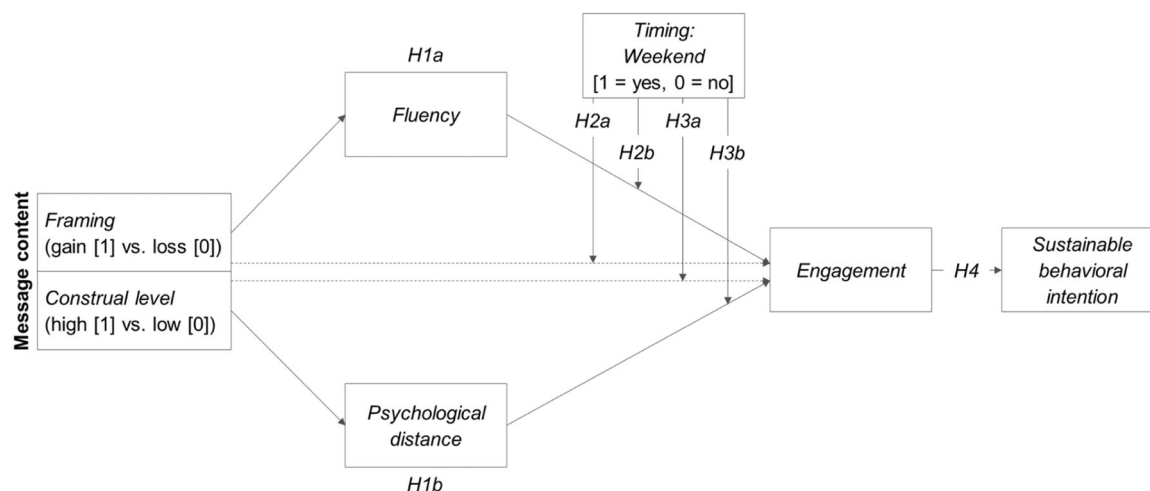 Timing:
Weekend
[1 = yes, 0 = no]
H1a
Fluency
H2a
H3a
H2b
H3b
Message content
Framing
(gain [1] vs. loss [0])
Construal level
(high [1] vs. low [0])
Engagement
H4
Sustainable
behavioral
intention
Psychological
distance
H1b